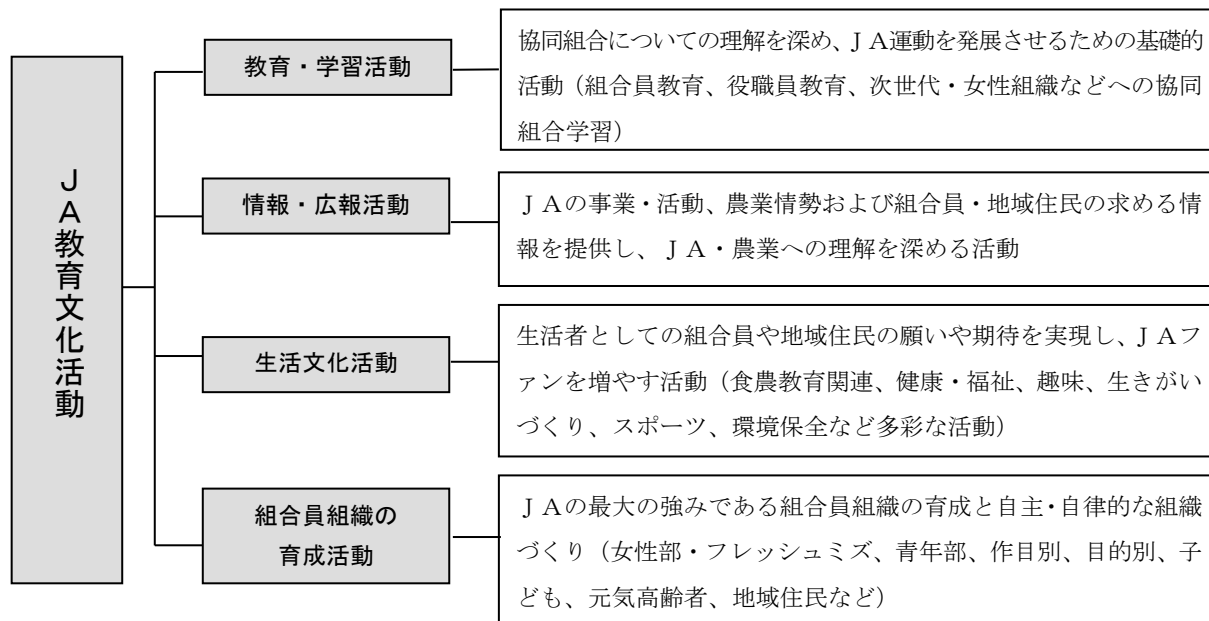 ＪＡ教育文化活動
教育・学習活動
協同組合についての理解を深め、ＪＡ運動を発展させるための基礎的
活動（組合員教育、役職員教育、次世代・女性組織などへの協同
組合学習）
情報・広報活動
ＪＡの事業・活動、農業情勢および組合員・地域住民の求める情
報を提供し、ＪＡ・農業への理解を深める活動
生活文化活動
生活者としての組合員や地域住民の願いや期待を実現し、ＪＡフ
ァンを増やす活動（食農教育関連、健康・福祉、趣味、生きがい
づくり、スポーツ、環境保全など多彩な活動）
組合員組織の
育成活動
ＪＡの最大の強みである組合員組織の育成と自主・自律的な組織
づくり（女性部・フレッシュミズ、青年部、作目別、目的別、子
ども、元気高齢者、地域住民など）